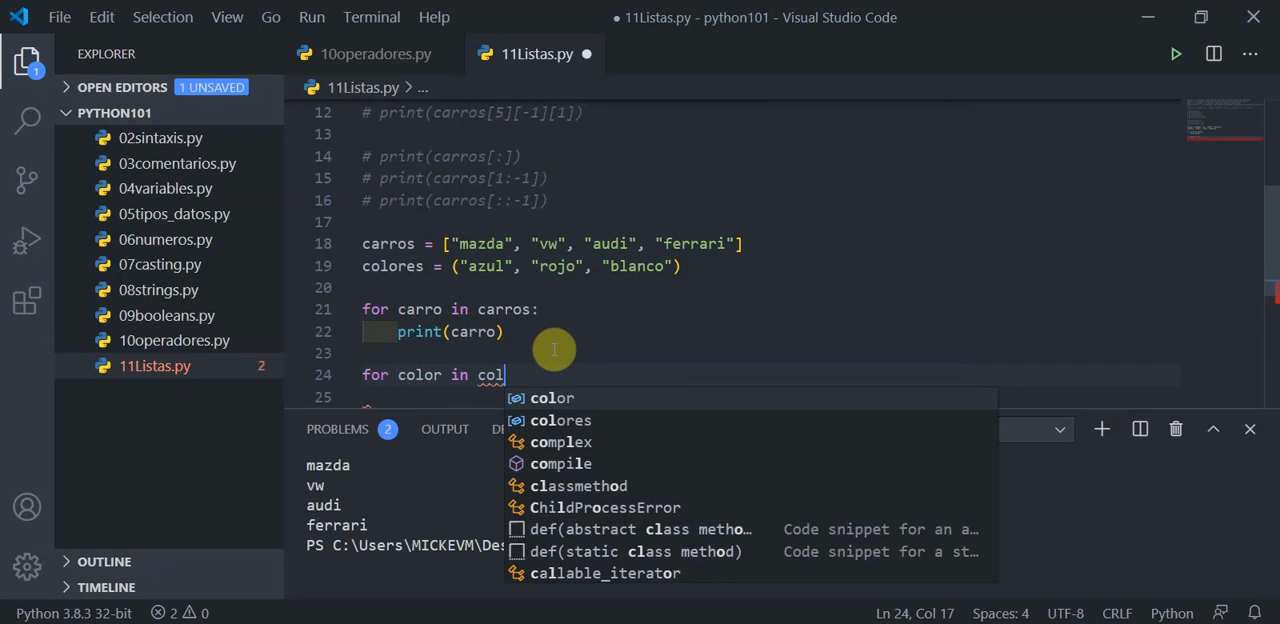 File Edit Selection View Go Run Terminal Help ● 11Listas.py - python101 - Visual Studio Code
EXPLORER
10operadores.py
11Listas.py
OPEN EDITORS 1 UNSAVED
11Listas.py > ...
PYTHON101
02sintaxis.py
03comentarios.py
04variables.py
05tipos_datos.py
06numeros.py
07casting.py
08strings.py
09booleans.py
10operadores.py
11Listas.py 2
OUTLINE
TIMELINE
1
12 # print(carros[5][-1][1])
13
14 # print(carros[:])
15 # print(carros[1:-1])
16 # print(carros[::-1])
17
18 carros = ["mazda", "vw", "audi", "ferrari"]
19 colores = ("azul", "rojo", "blanco")
20
21 for carro in carros:
22 print(carro)
23
24 for color in col
25
color
colores
complex
compile
classmethod
ChildProcessError
def(abstract class metho... Code snippet for an a...
def(static class method) Code snippet for a st...
callable_iterator
PROBLEMS 2 OUTPUT DE
mazda
vw
audi
ferrari
PS C:\Users\MICKEVM\Des
Python 3.8.3 32-bit 2 0 Ln 24, Col 17 Spaces: 4 UTF-8 CRLF Python